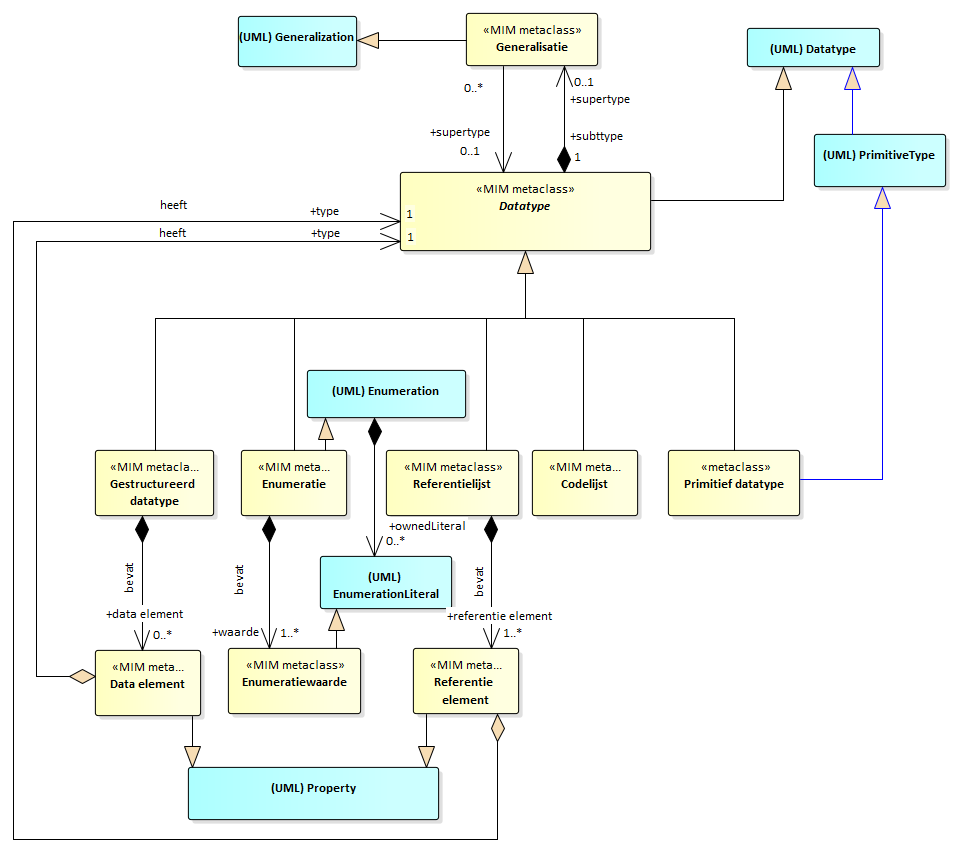 (UML) Generalization
«MIM metaclass»
Generalisatie
(UML) Datatype
0..*
0..1
+supertype
+supertype
0..1
+subttype
1
(UML) PrimitiveType
«MIM metaclass»
Datatype
heeft
+type
1
heeft
+type
1
(UML) Enumeration
«MIM metacla...
Gestructureerd
datatype
«MIM meta...
Enumeratie
«MIM metaclass»
Referentielijst
«MIM meta...
Codelijst
«metaclass»
Primitief datatype
+ownedLiteral
0..*
bevat
bevat
bevat
(UML)
EnumerationLiteral
+data element
0..*
+waarde
1..*
+referentie element
1..*
«MIM meta...
Data element
«MIM metaclass»
Enumeratiewaarde
«MIM meta...
Referentie
element
(UML) Property